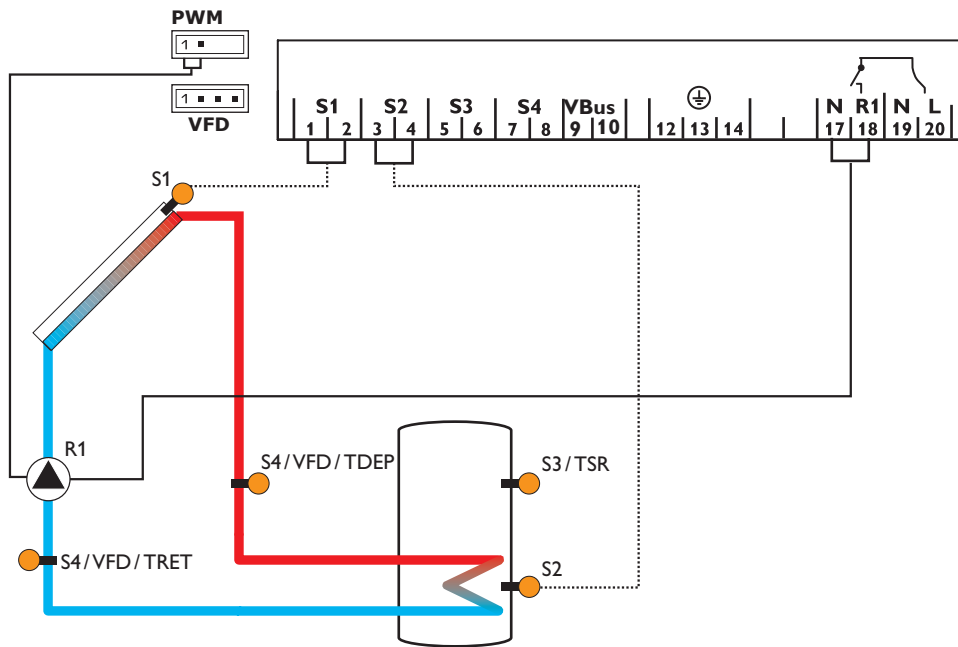 PWM
1
1
VFD
S1 S2 S3 S4 VBus N R1 N L
1 2 3 4 5 6 7 8 9 10 12 13 14 17 18 19 20
S1
R1
S4/VFD/TDEP
S3/TSR
S4/VFD/TRET
S2